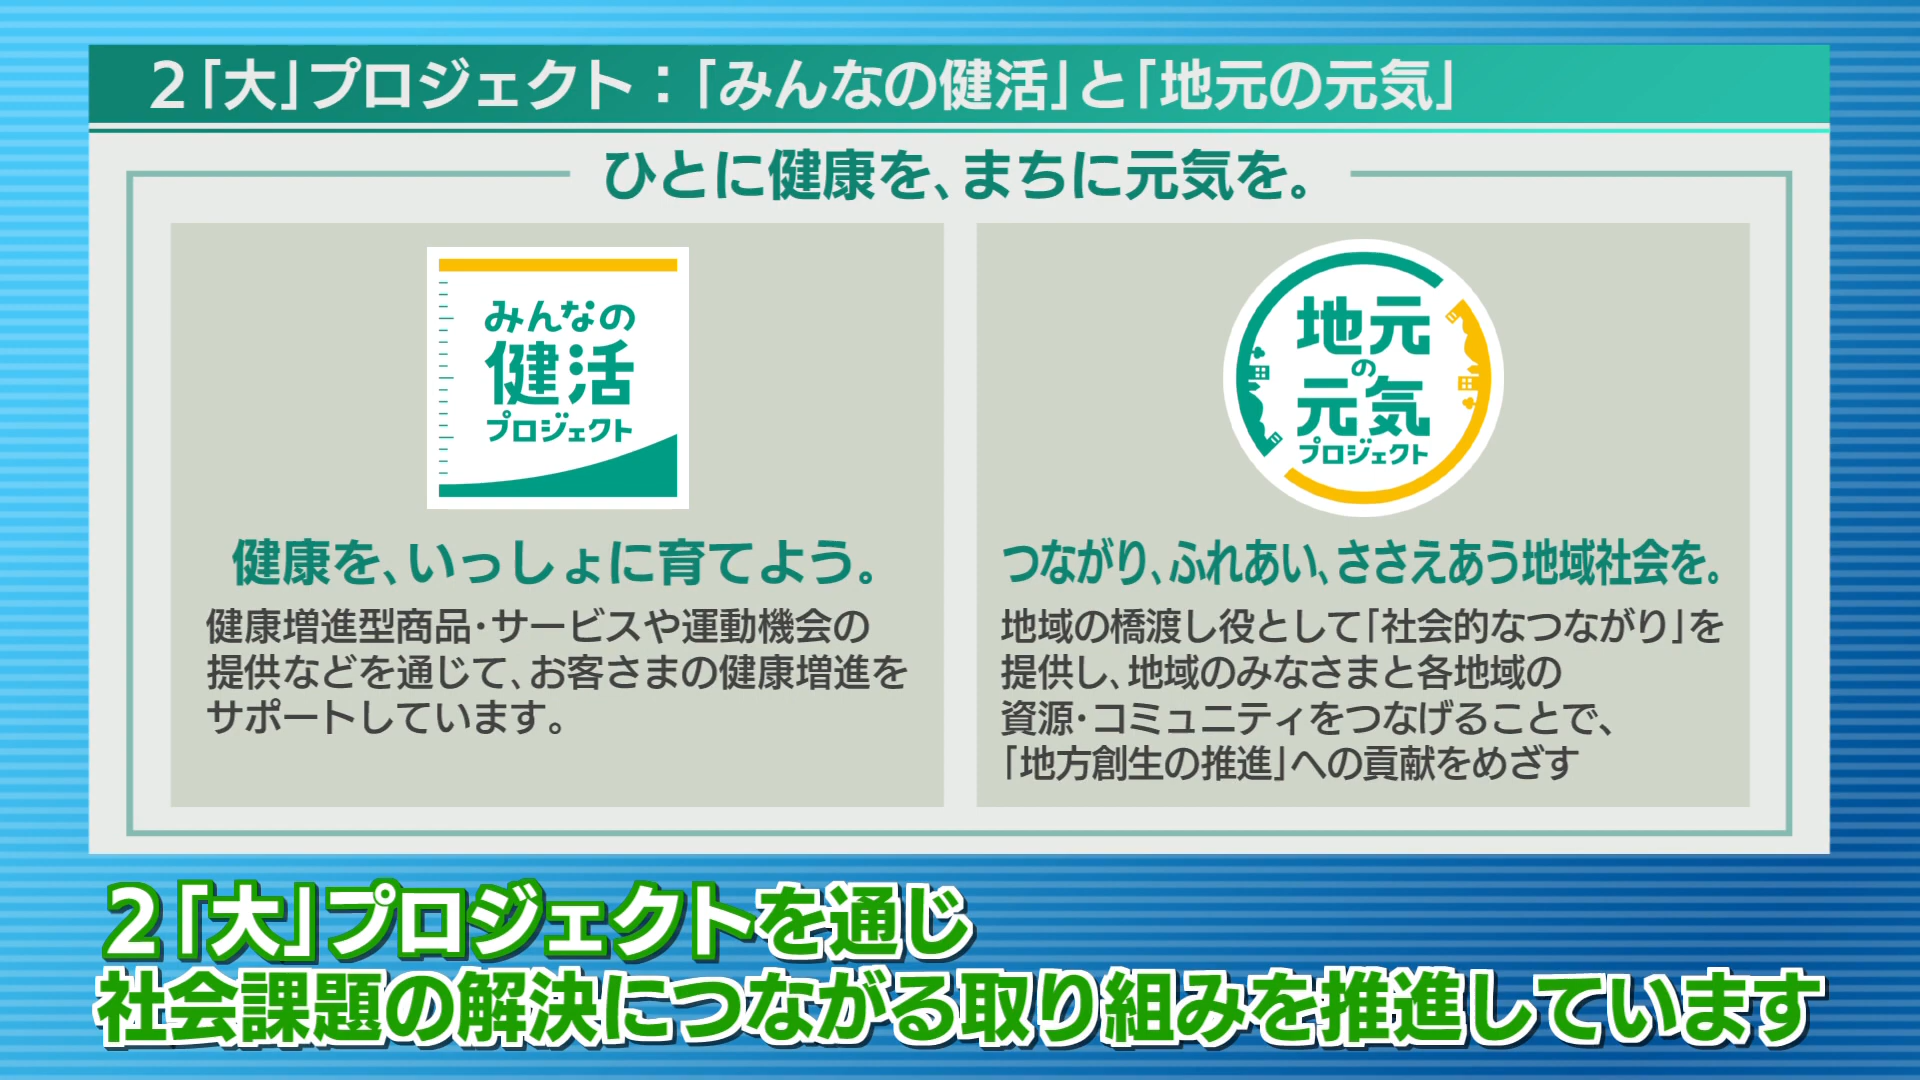 2「大」プロジェクト：「みんなの健活」と「地元の元気」
ひとに健康を、まちに元気を。
みんなの
健活
プロジェクト
健康を、いっしょに育てよう。
健康増進型商品・サービスや運動機会の
提供などを通じて、お客さまの健康増進を
サポートしています。
地元
の
元気
プロジェクト
つながり、ふれあい、ささえあう地域社会を。
地域の橋渡し役として「社会的なつながり」を
提供し、地域のみなさまと各地域の
資源・コミュニティをつなげることで、
「地方創生の推進」への貢献をめざす
2「大」プロジェクトを通じ
社会課題の解決につながる取り組みを推進しています